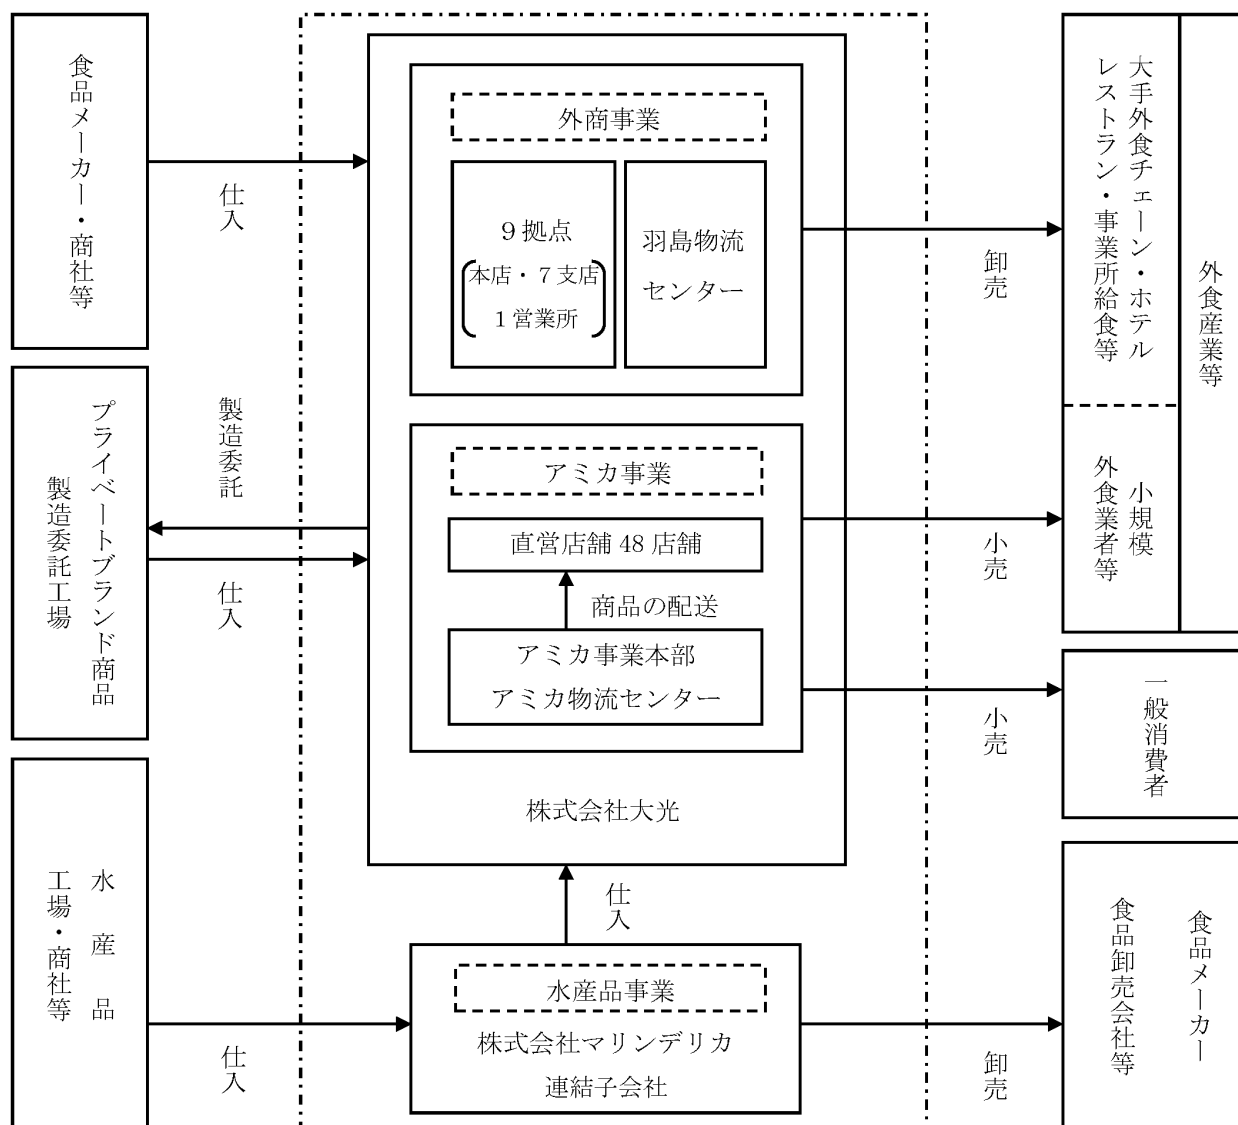 食品メーカー・商社等
仕入
プライベートブランド商品
製造委託工場
製造委託
仕入
水産品
工場・商社等
仕入
外商事業
9拠点
本店・7支店
1営業所
羽島物流
センター
アミカ事業
直営店舗 48 店舗
商品の配送
アミカ事業本部
アミカ物流センター
株式会社大光
仕入
水産品事業
株式会社マリンデリカ
連結子会社
卸売
小売
小売
卸売
外食産業等
大手外食チェーン・ホテル
レストラン・事業所給食等
小規模
外食業者等
一般消費者
食品メーカー
食品卸売会社等